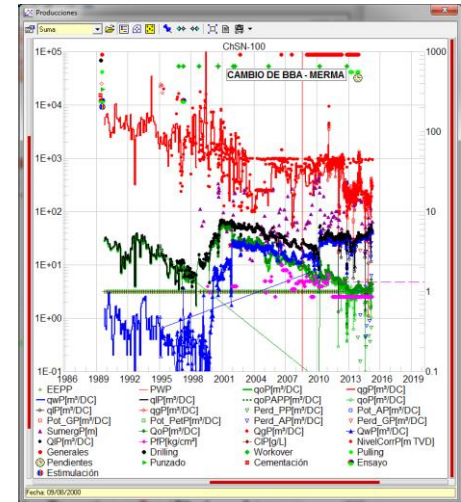 Producciones
Suma
ChSN-100
CAMBIO DE BBA - MERMA
1E+05
1E+04
1E+03
1E+02
1E+01
1E+00
1E-01
1000
100
10
1
0.1
1986 1989 1992 1995 1998 2001 2004 2007 2010 2013 2016 2019
EEPP PWP qoP[m³/DC] qgP[m³/DC]
qwP[m³/DC] qlP[m³/DC] qoPAPP[m³/DC] qoP[m³/DC]
qlP[m³/DC] qgP[m³/DC] Perd_PP[m³/DC] Pot_AP[m³/DC]
Pot_GP[m³/DC] Pot_PetP[m³/DC] Perd_AP[m³/DC] Perd_GP[m³/DC]
SumergP[m] QoP[m³/DC] QgP[m³/DC] QwP[m³/DC]
QlP[m³/DC] PfP[kg/cm²] ClP[g/L] NivelCorrP[m TVD]
Generales Drilling Workover Pulling
Pendientes Punzado Cementación Ensayo
Estimulación
Fecha: 09/08/2000